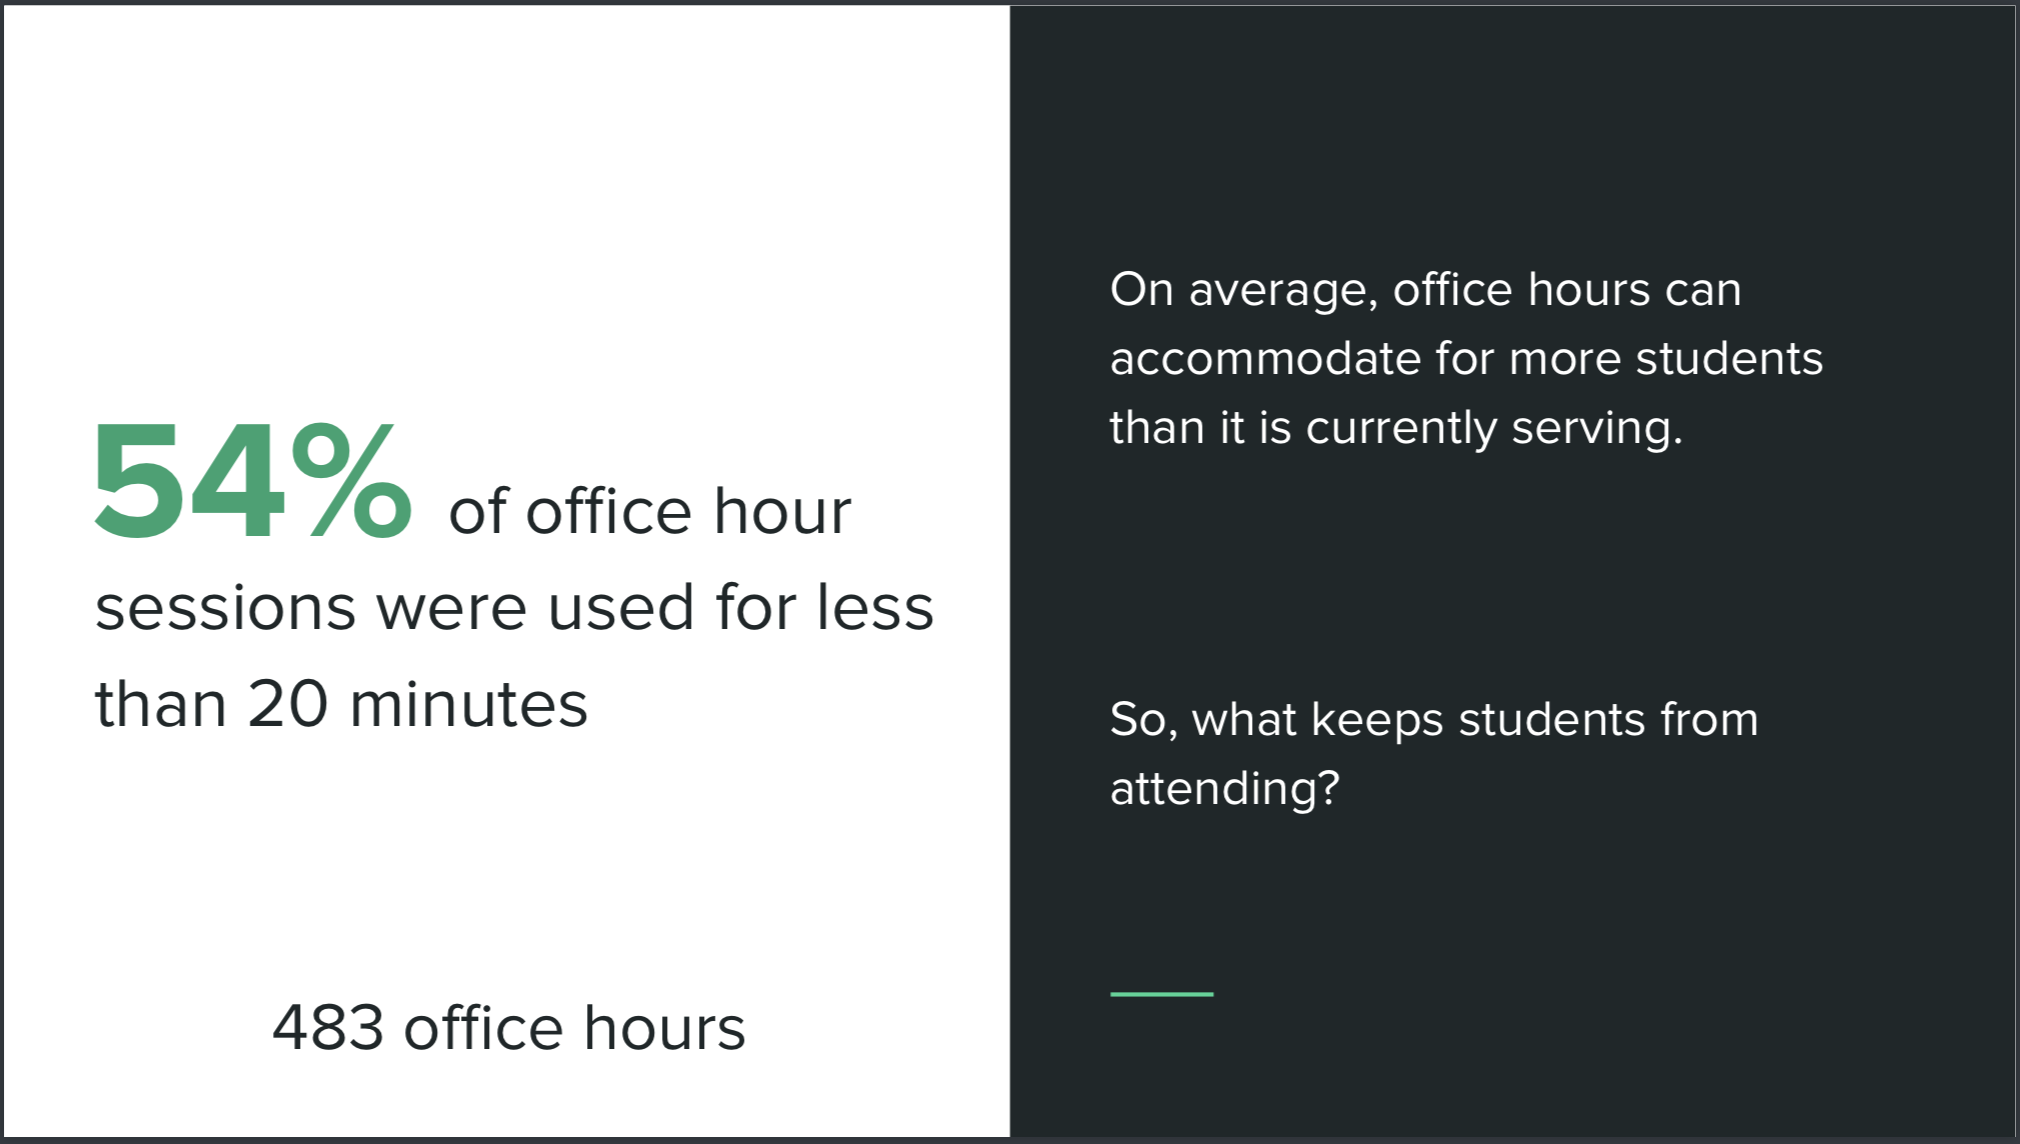 54% of office hour
sessions were used for less
than 20 minutes
483 office hours
On average, office hours can
accommodate for more students
than it is currently serving.
So, what keeps students from
attending?